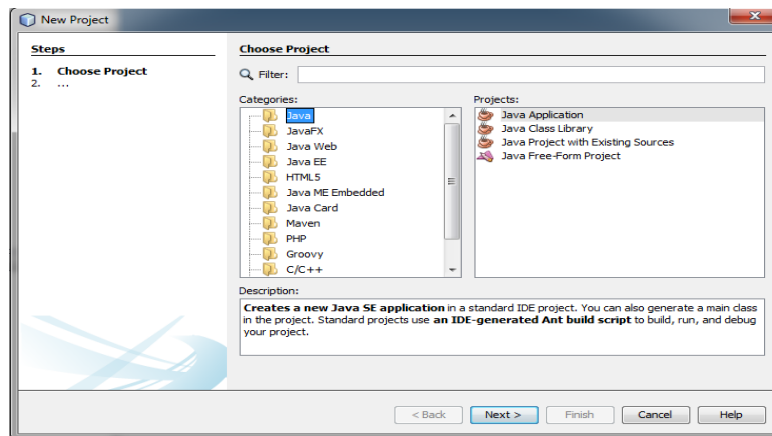 New Project
Steps
1. Choose Project
2. ...
Choose Project
Filter:
Categories:
Java
JavaFX
Java Web
Java EE
HTML5
Java ME Embedded
Java Card
Maven
PHP
Groovy
C/C++
Projects:
Java Application
Java Class Library
Java Project with Existing Sources
Java Free-Form Project
Description:
Creates a new Java SE application in a standard IDE project. You can also generate a main class
in the project. Standard projects use an IDE-generated Ant build script to build, run, and debug
your project.
< Back
Next >
Finish
Cancel
Help